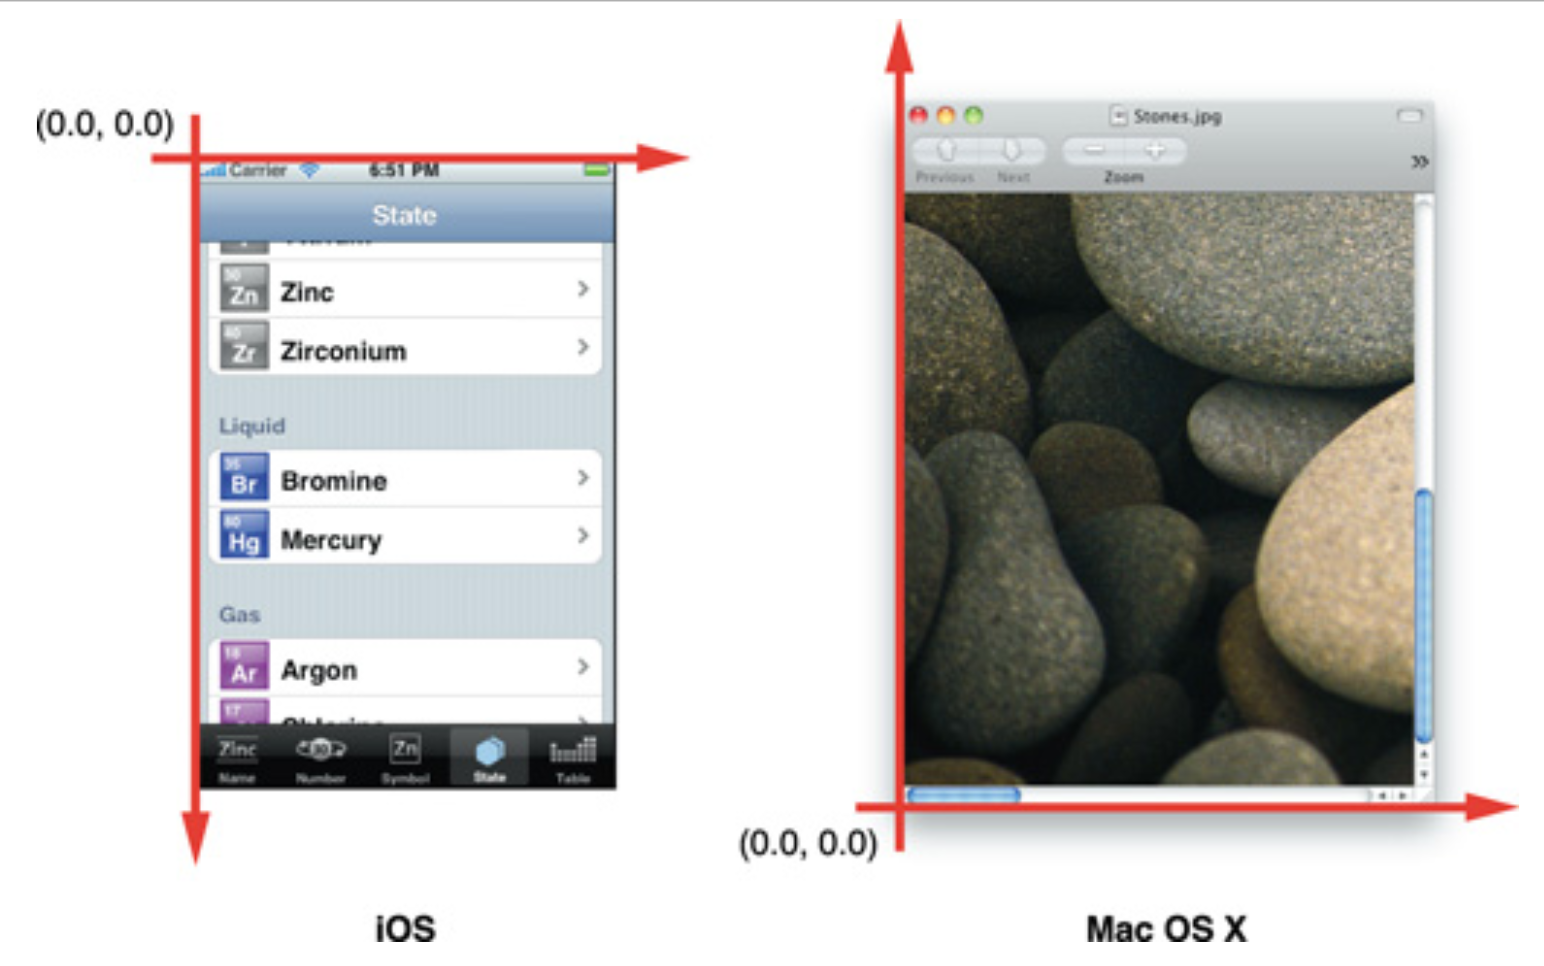 (0.0, 0.0)
Carrier 6:51 PM
State
30
Zn Zinc
40
Zr Zirconium
Liquid
35
Br Bromine
80
Hg Mercury
Gas
18
Ar Argon
17
Zinc
Name
Number
Zn
Symbol
State
Table
iOS
Stones.jpg
Previous Next Zoom
»
(0.0, 0.0)
Mac OS X